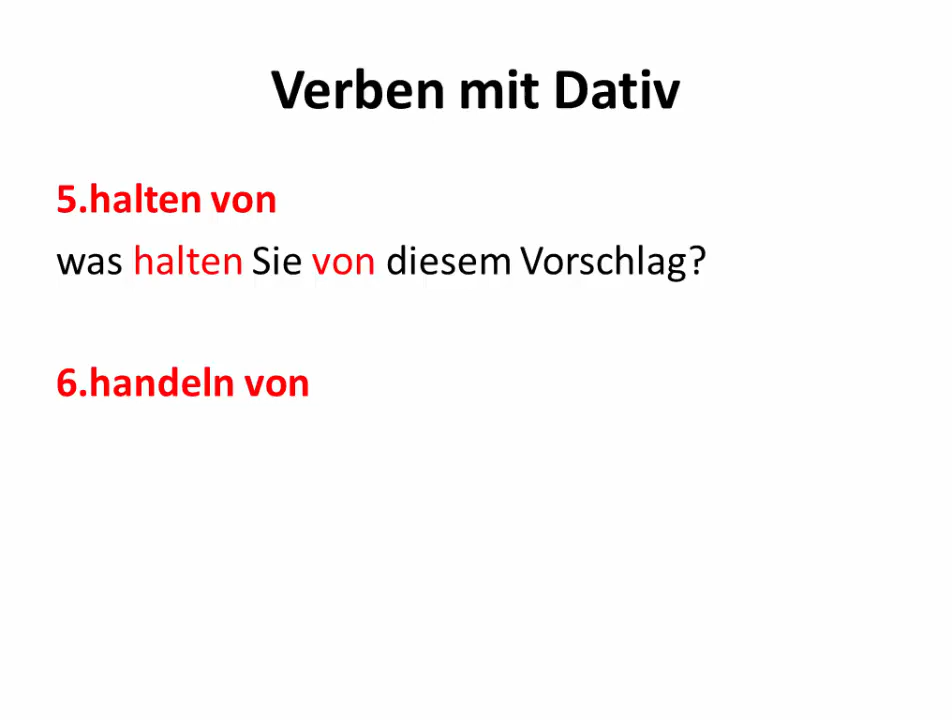 Verben mit Dativ
5.halten von
was halten Sie von diesem Vorschlag?
6.handeln von